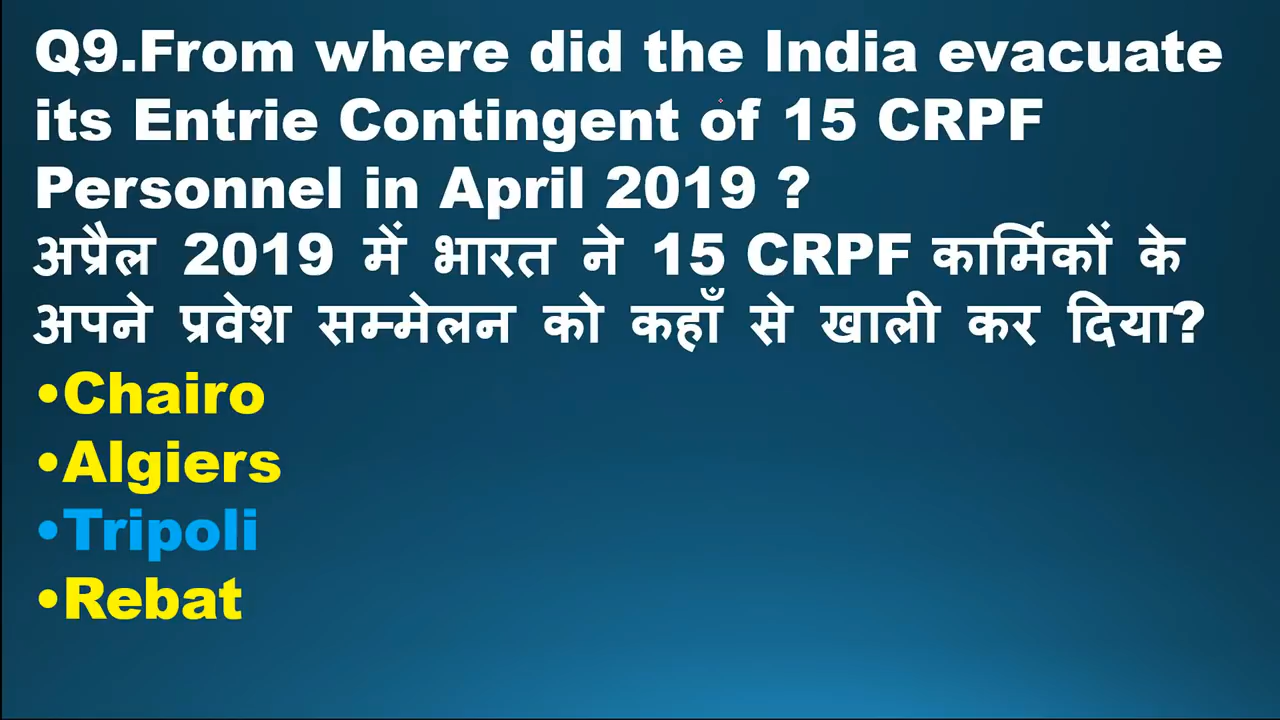 Q9.From where did the India evacuate
its Entrie Contingent of 15 CRPF
Personnel in April 2019 ?
अप्रैल 2019 में भारत ने 15 CRPF कार्मिकों के
अपने प्रवेश सम्मेलन को कहाँ से खाली कर दिया?
•Chairo
•Algiers
•Tripoli
•Rebat